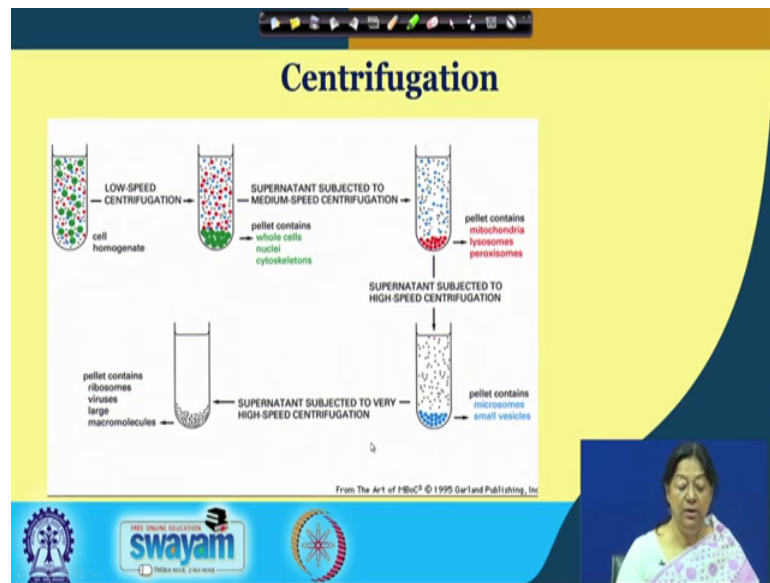 Centrifugation
LOW-SPEED
CENTRIFUGATION
cell
homogenate
SUPERNATANT SUBJECTED TO
MEDIUM-SPEED CENTRIFUGATION
pellet contains
whole cells
nuclei
cytoskeletons
pellet contains
mitochondria
lysosomes
peroxisomes
SUPERNATANT SUBJECTED TO
HIGH-SPEED CENTRIFUGATION
pellet contains
microsomes
small vesicles
SUPERNATANT SUBJECTED TO VERY
HIGH-SPEED CENTRIFUGATION
pellet contains
ribosomes
viruses
large
macromolecules
From The Art of MBoC³ © 1995 Garland Publishing, Inc
FREE ONLINE EDUCATION
swayam